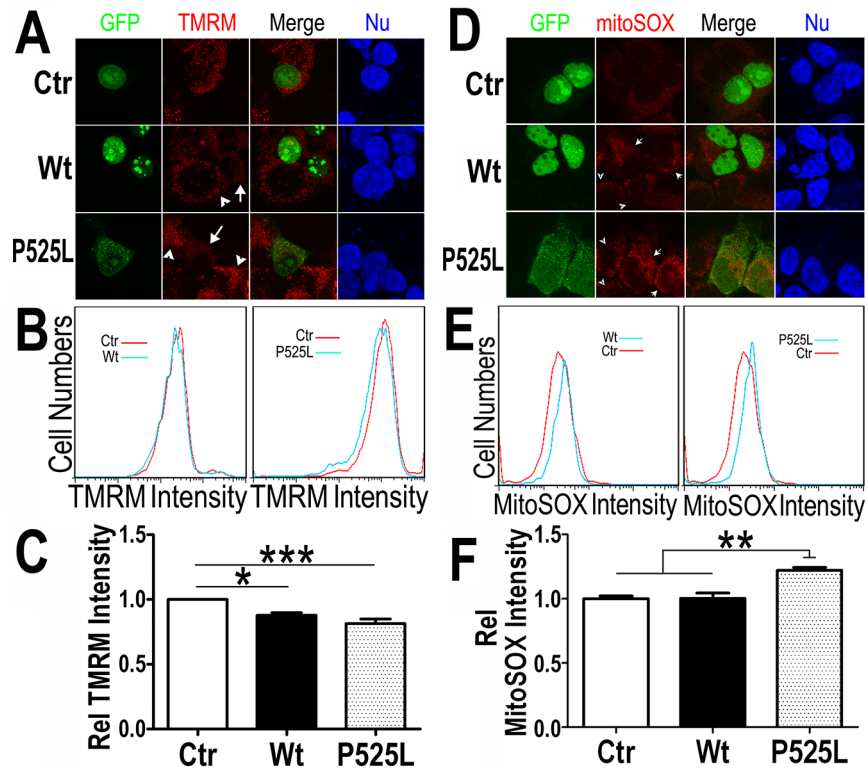 A
GFP TMRM Merge Nu
Ctr
Wt
P525L
B
Cell Numbers
Ctr
Wt
TMRM Intensity
Ctr
P525L
TMRM Intensity
C
Rel TMRM Intensity
1.5
1.0
0.5
0.0
***
*
Ctr Wt P525L
D
GFP mitoSOX Merge Nu
Ctr
Wt
P525L
E
Cell Numbers
Wt
Ctr
MitoSOX Intensity
P525L
Ctr
MitoSOX Intensity
F
Rel
MitoSOX Intensity
1.5
1.0
0.5
0.0
**
Ctr Wt P525L